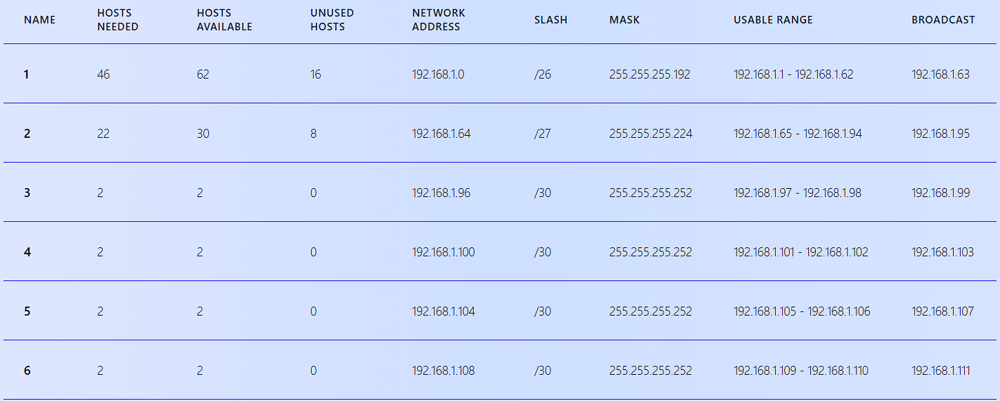 NAME HOSTS NEEDED HOSTS AVAILABLE UNUSED HOSTS NETWORK ADDRESS SLASH MASK USABLE RANGE BROADCAST
1 46 62 16 192.168.1.0 /26 255.255.255.192 192.168.1.1 - 192.168.1.62 192.168.1.63
2 22 30 8 192.168.1.64 /27 255.255.255.224 192.168.1.65 - 192.168.1.94 192.168.1.95
3 2 2 0 192.168.1.96 /30 255.255.255.252 192.168.1.97 - 192.168.1.98 192.168.1.99
4 2 2 0 192.168.1.100 /30 255.255.255.252 192.168.1.101 - 192.168.1.102 192.168.1.103
5 2 2 0 192.168.1.104 /30 255.255.255.252 192.168.1.105 - 192.168.1.106 192.168.1.107
6 2 2 0 192.168.1.108 /30 255.255.255.252 192.168.1.109 - 192.168.1.110 192.168.1.111